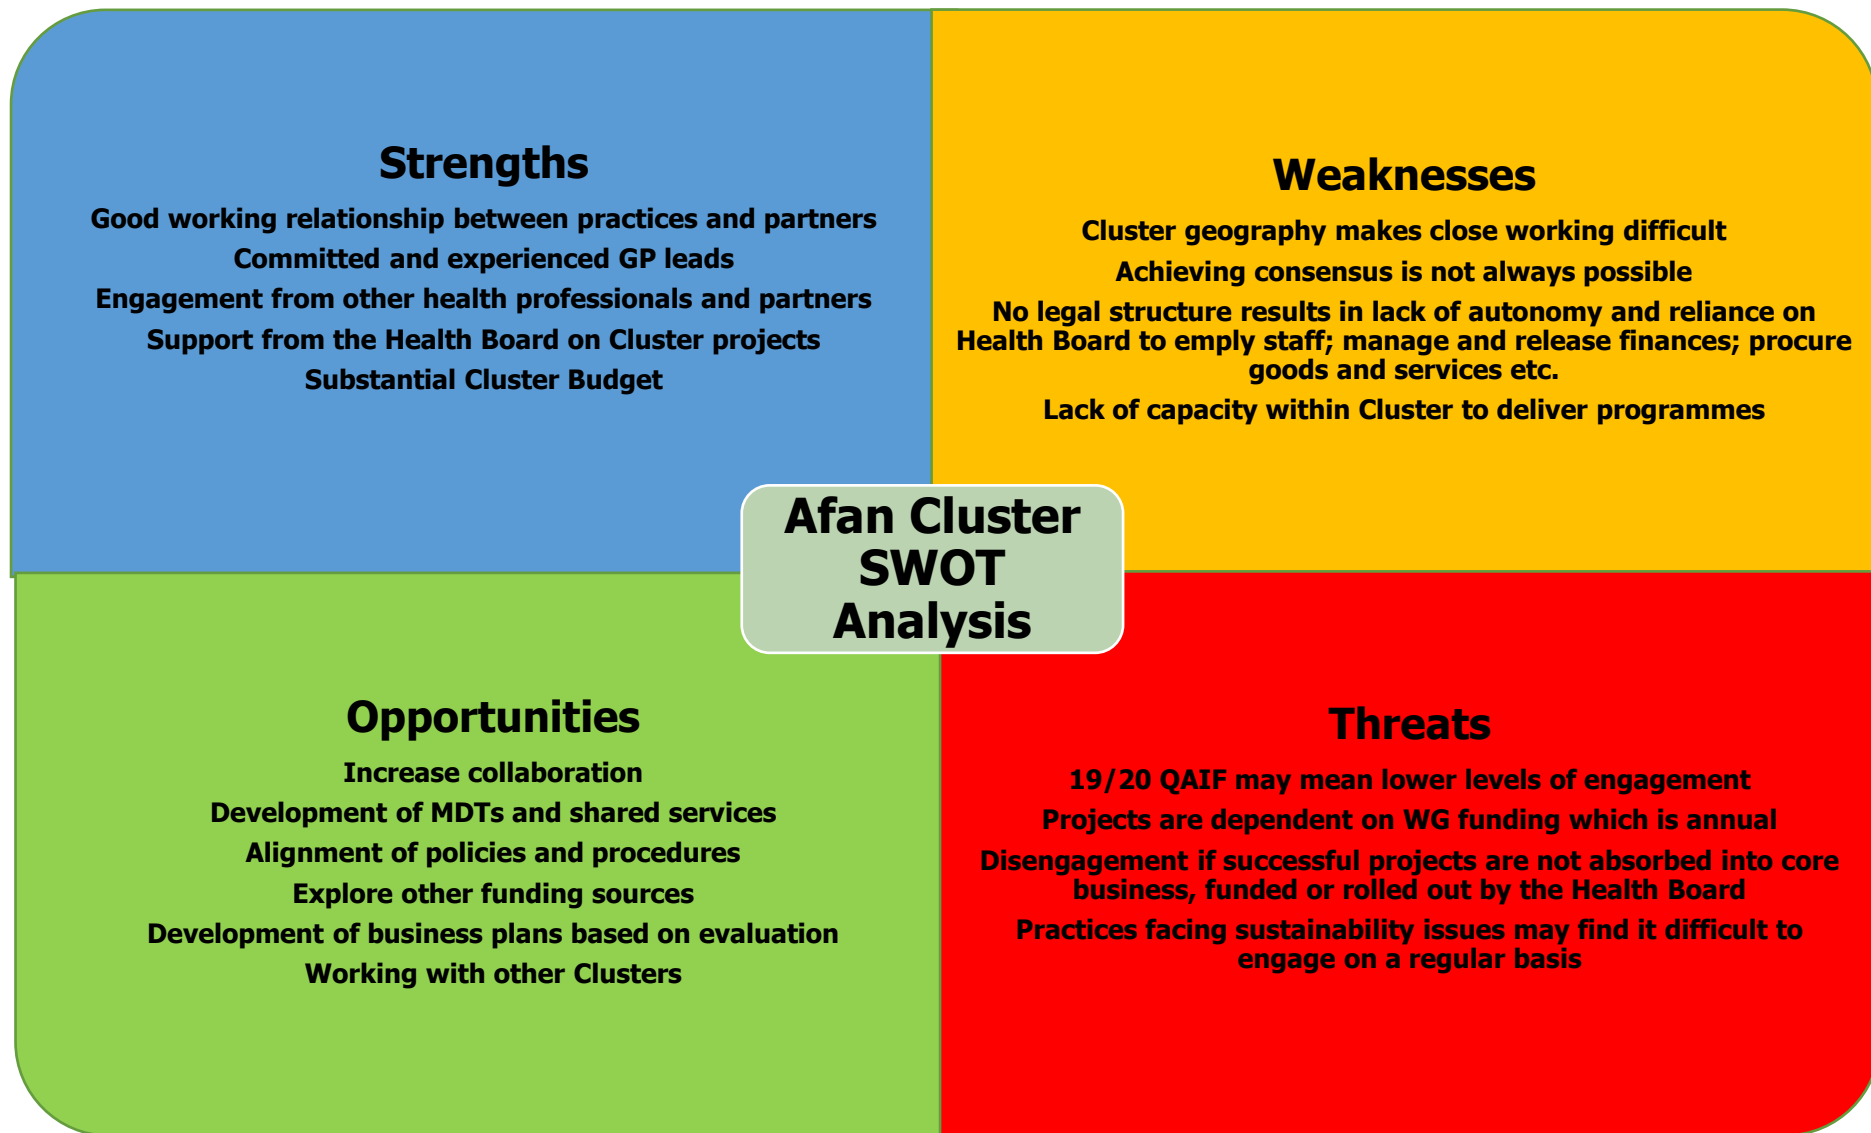 Strengths
Good working relationship between practices and partners
Committed and experienced GP leads
Engagement from other health professionals and partners
Support from the Health Board on Cluster projects
Substantial Cluster Budget
Weaknesses
Cluster geography makes close working difficult
Achieving consensus is not always possible
No legal structure results in lack of autonomy and reliance on
Health Board to emply staff; manage and release finances; procure
goods and services etc.
Lack of capacity within Cluster to deliver programmes
Afan Cluster
SWOT
Analysis
Opportunities
Increase collaboration
Development of MDTs and shared services
Alignment of policies and procedures
Explore other funding sources
Development of business plans based on evaluation
Working with other Clusters
Threats
19/20 QAIF may mean lower levels of engagement
Projects are dependent on WG funding which is annual
Disengagement if successful projects are not absorbed into core
business, funded or rolled out by the Health Board
Practices facing sustainability issues may find it difficult to
engage on a regular basis